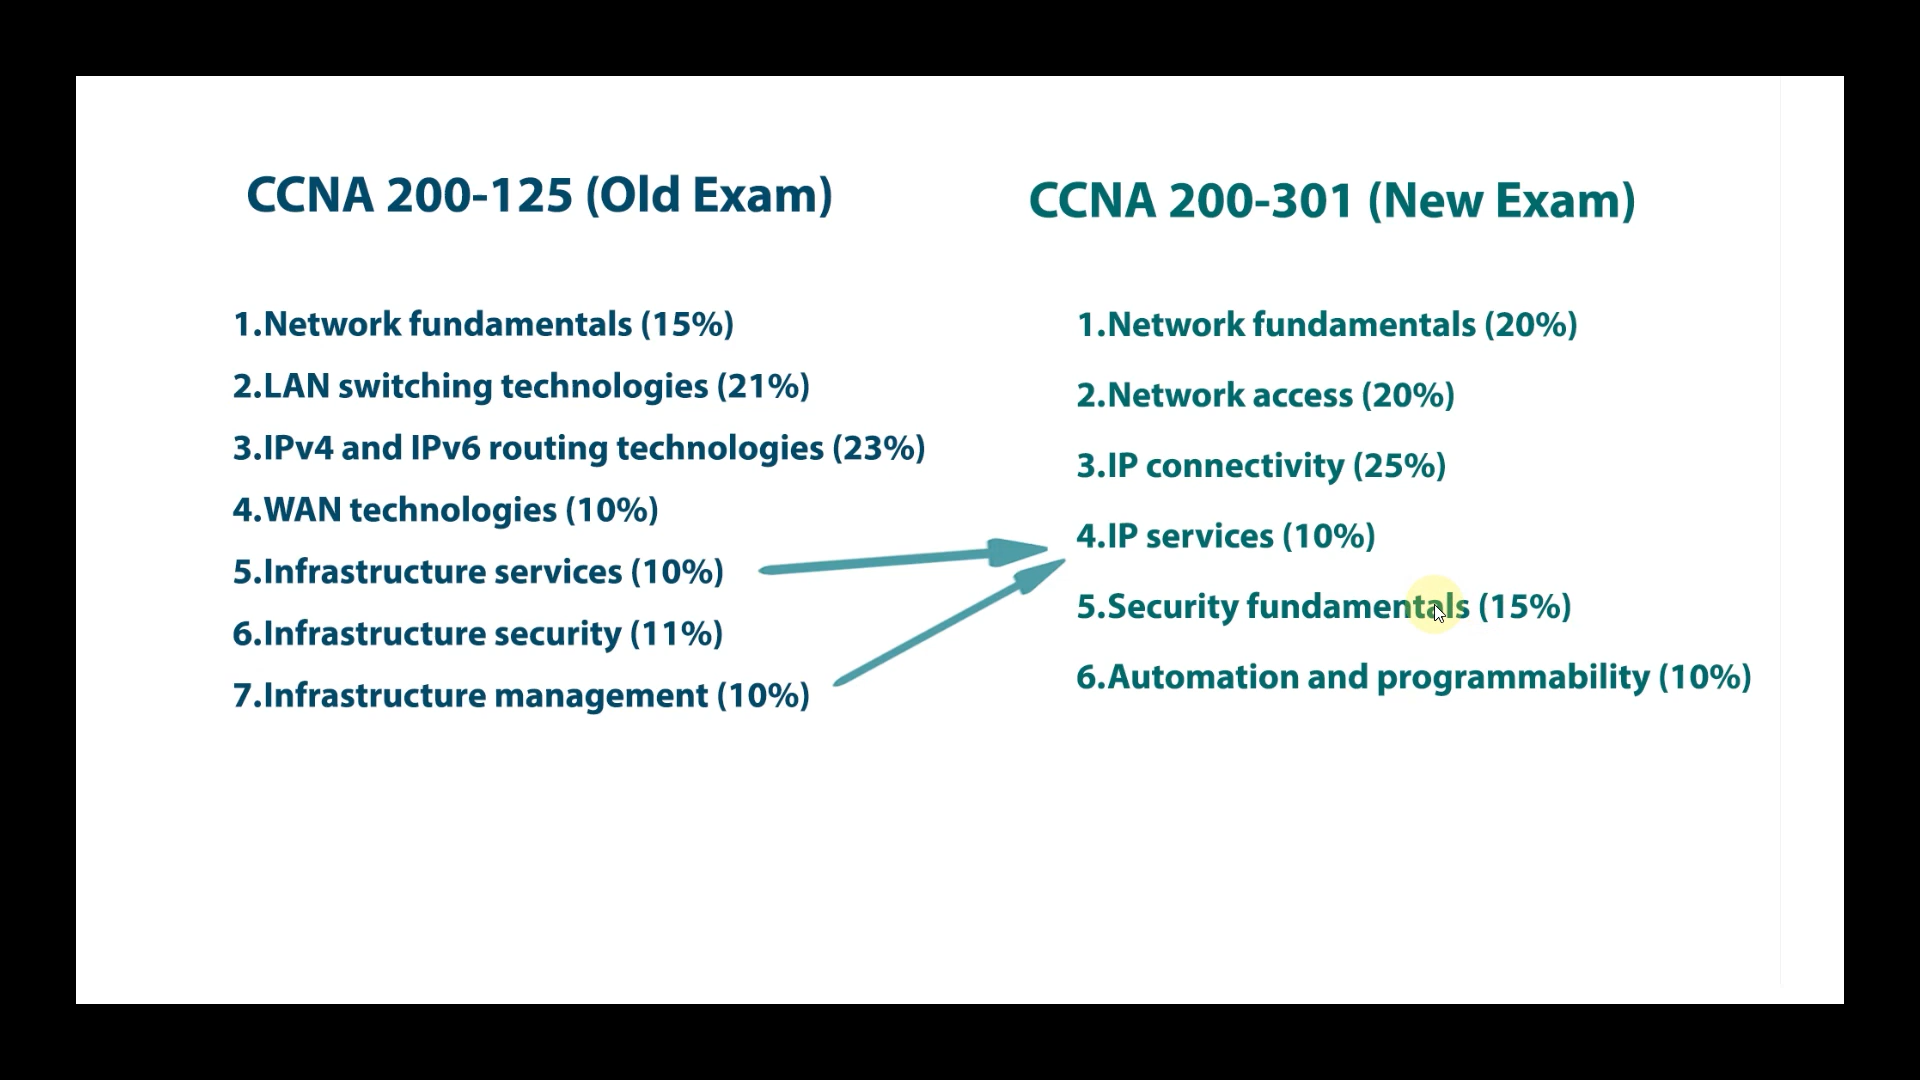 CCNA 200-125 (Old Exam)
1.Network fundamentals (15%)
2.LAN switching technologies (21%)
3.IPv4 and IPv6 routing technologies (23%)
4.WAN technologies (10%)
5.Infrastructure services (10%)
6.Infrastructure security (11%)
7.Infrastructure management (10%)
CCNA 200-301 (New Exam)
1.Network fundamentals (20%)
2.Network access (20%)
3.IP connectivity (25%)
4.IP services (10%)
5.Security fundamentals (15%)
6.Automation and programmability (10%)